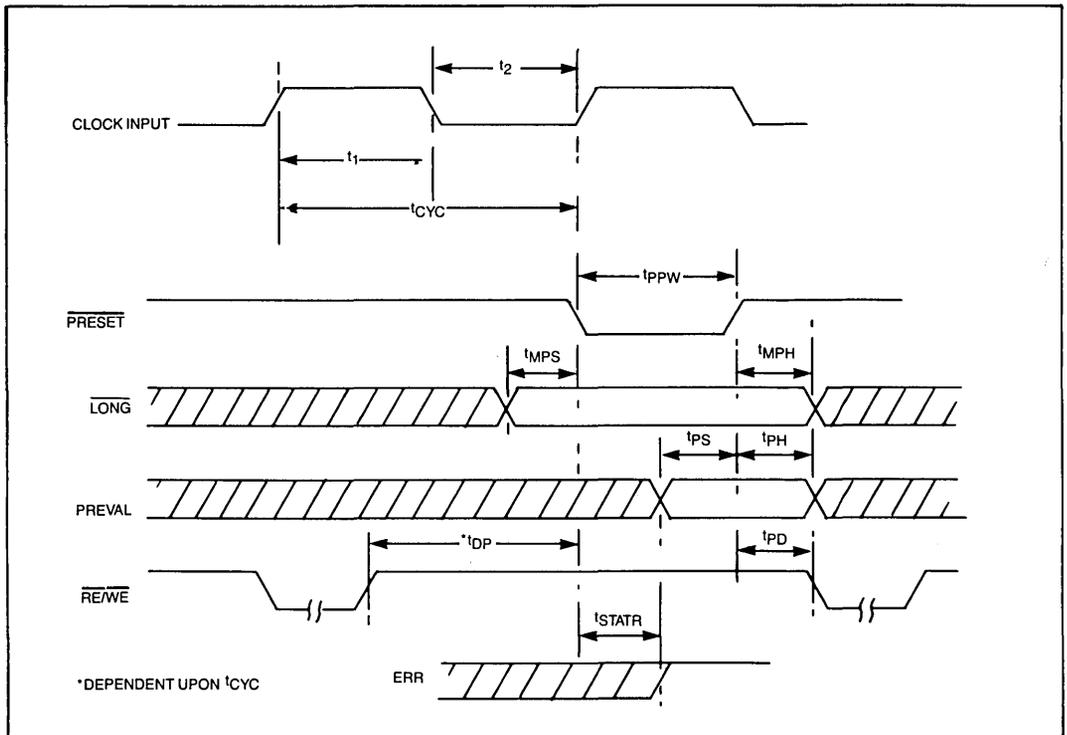 t2
CLOCK INPUT
t1
tCYC
tPPW
PRESET
tMPS
tMPH
LONG
tPS
tPH
PREVAL
*tDP
tPD
RE/WE
tSTATR
ERR
*DEPENDENT UPON tCYC